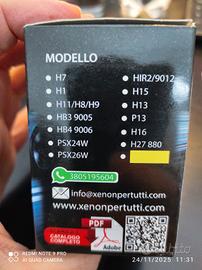 MODELLO
H7
H1
H11/H8/H9
HB3 9005
HB4 9006
PSX24W
PSX26W
HIR2/9012
H15
H13
P13
H16
H27 880
3805195604
info@xenonpertutti.com
www.xenonpertutti.com
CATALOGO
COMPLETO
PDF
Adobe
REDMI NOTE 9 PRO
AI QUAD CAMERA
24/11/2025 11:31